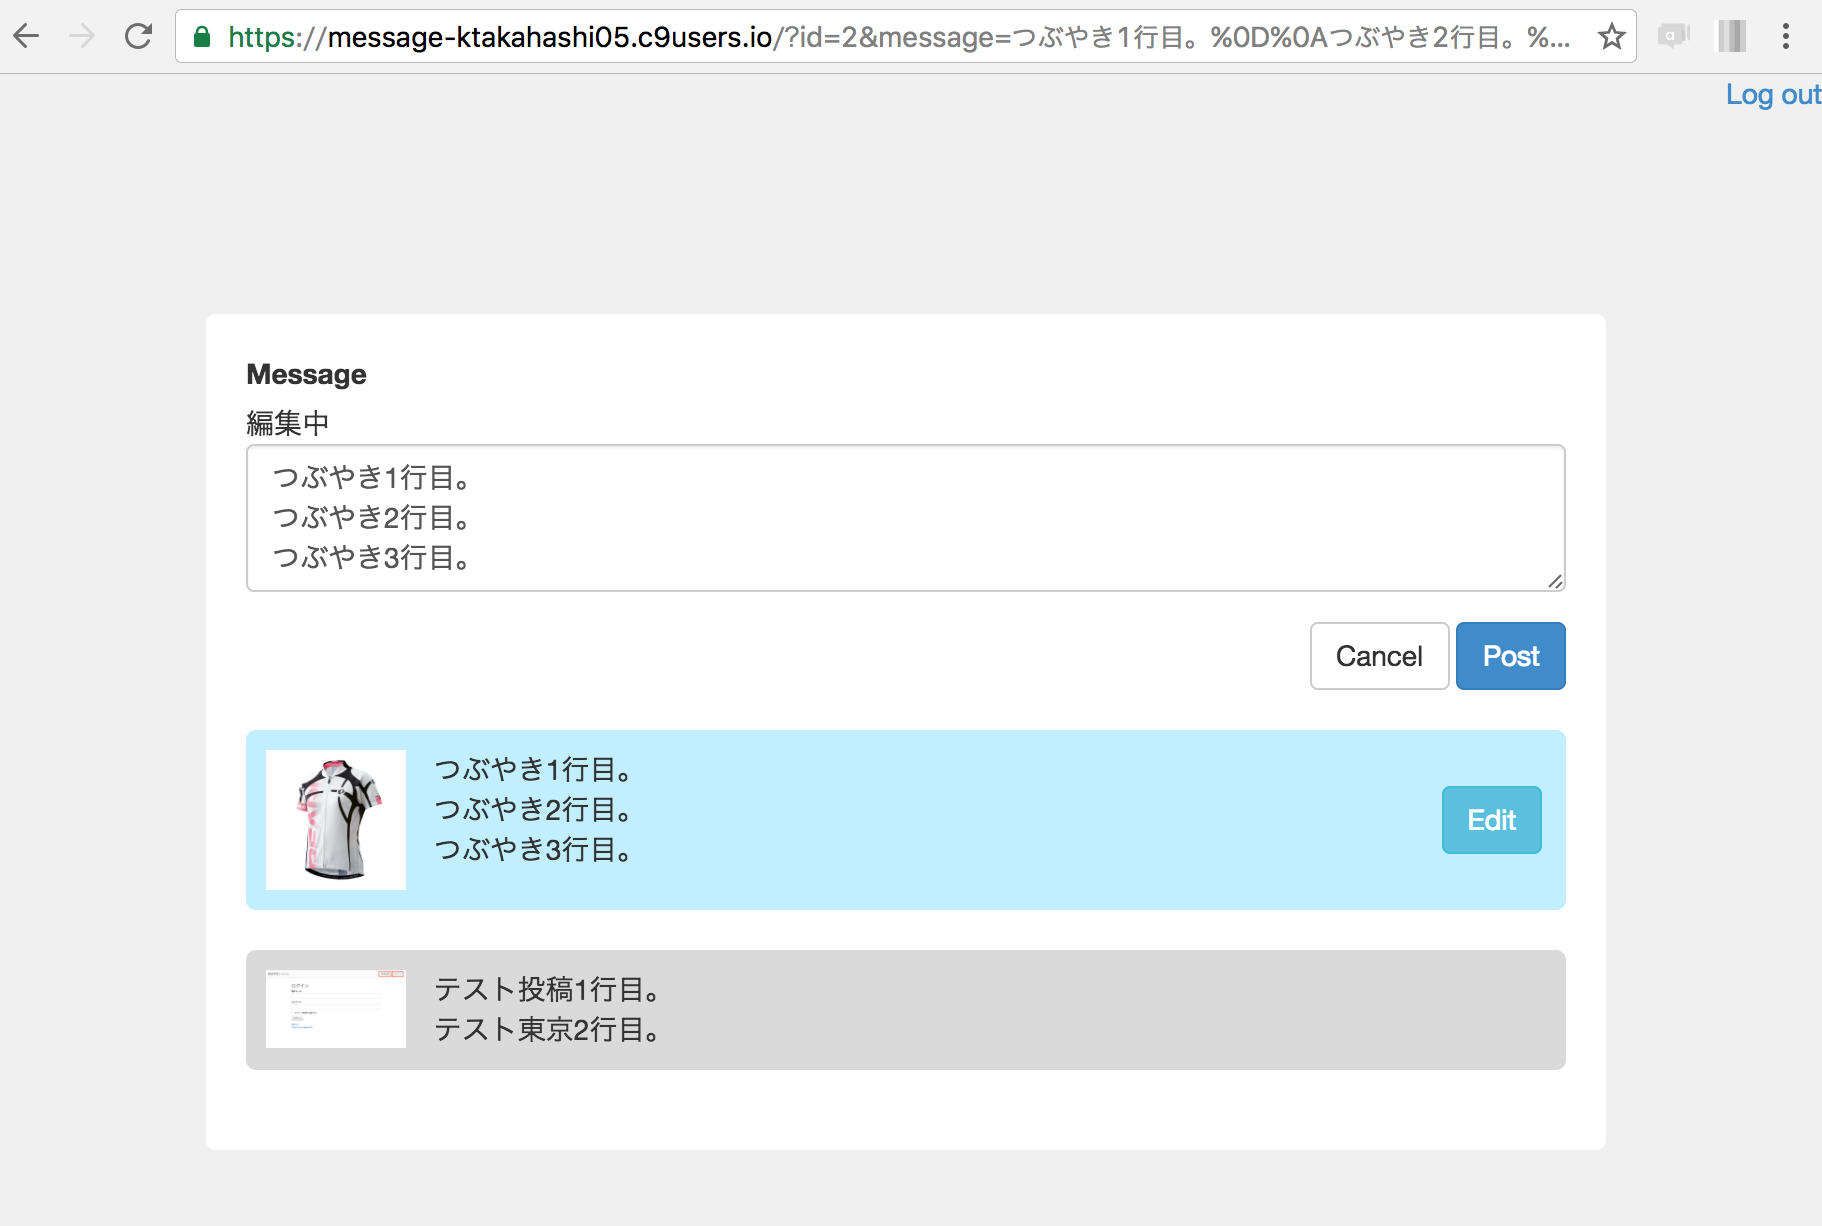 https://message-ktakahashi05.c9users.io/?id=2&message=つぶやき1行目。%0D%0Aつぶやき2行目。%...
Log out
Message
編集中
つぶやき1行目。
つぶやき2行目。
つぶやき3行目。
Cancel
Post
つぶやき1行目。
つぶやき2行目。
つぶやき3行目。
Edit
ログイン
テスト投稿1行目。
テスト東京2行目。